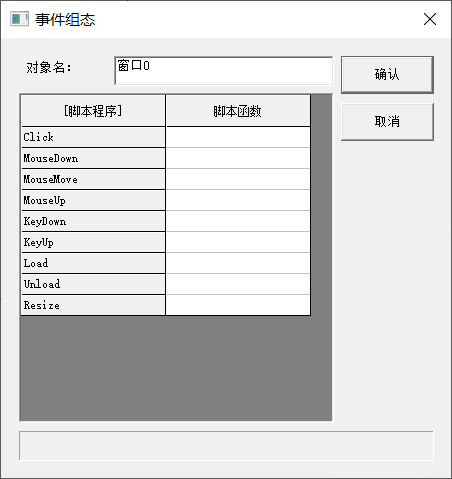 事件组态
对象名：
窗口0
确认
取消
[脚本程序] 脚本函数
Click
MouseDown
MouseMove
MouseUp
KeyDown
KeyUp
Load
Unload
Resize